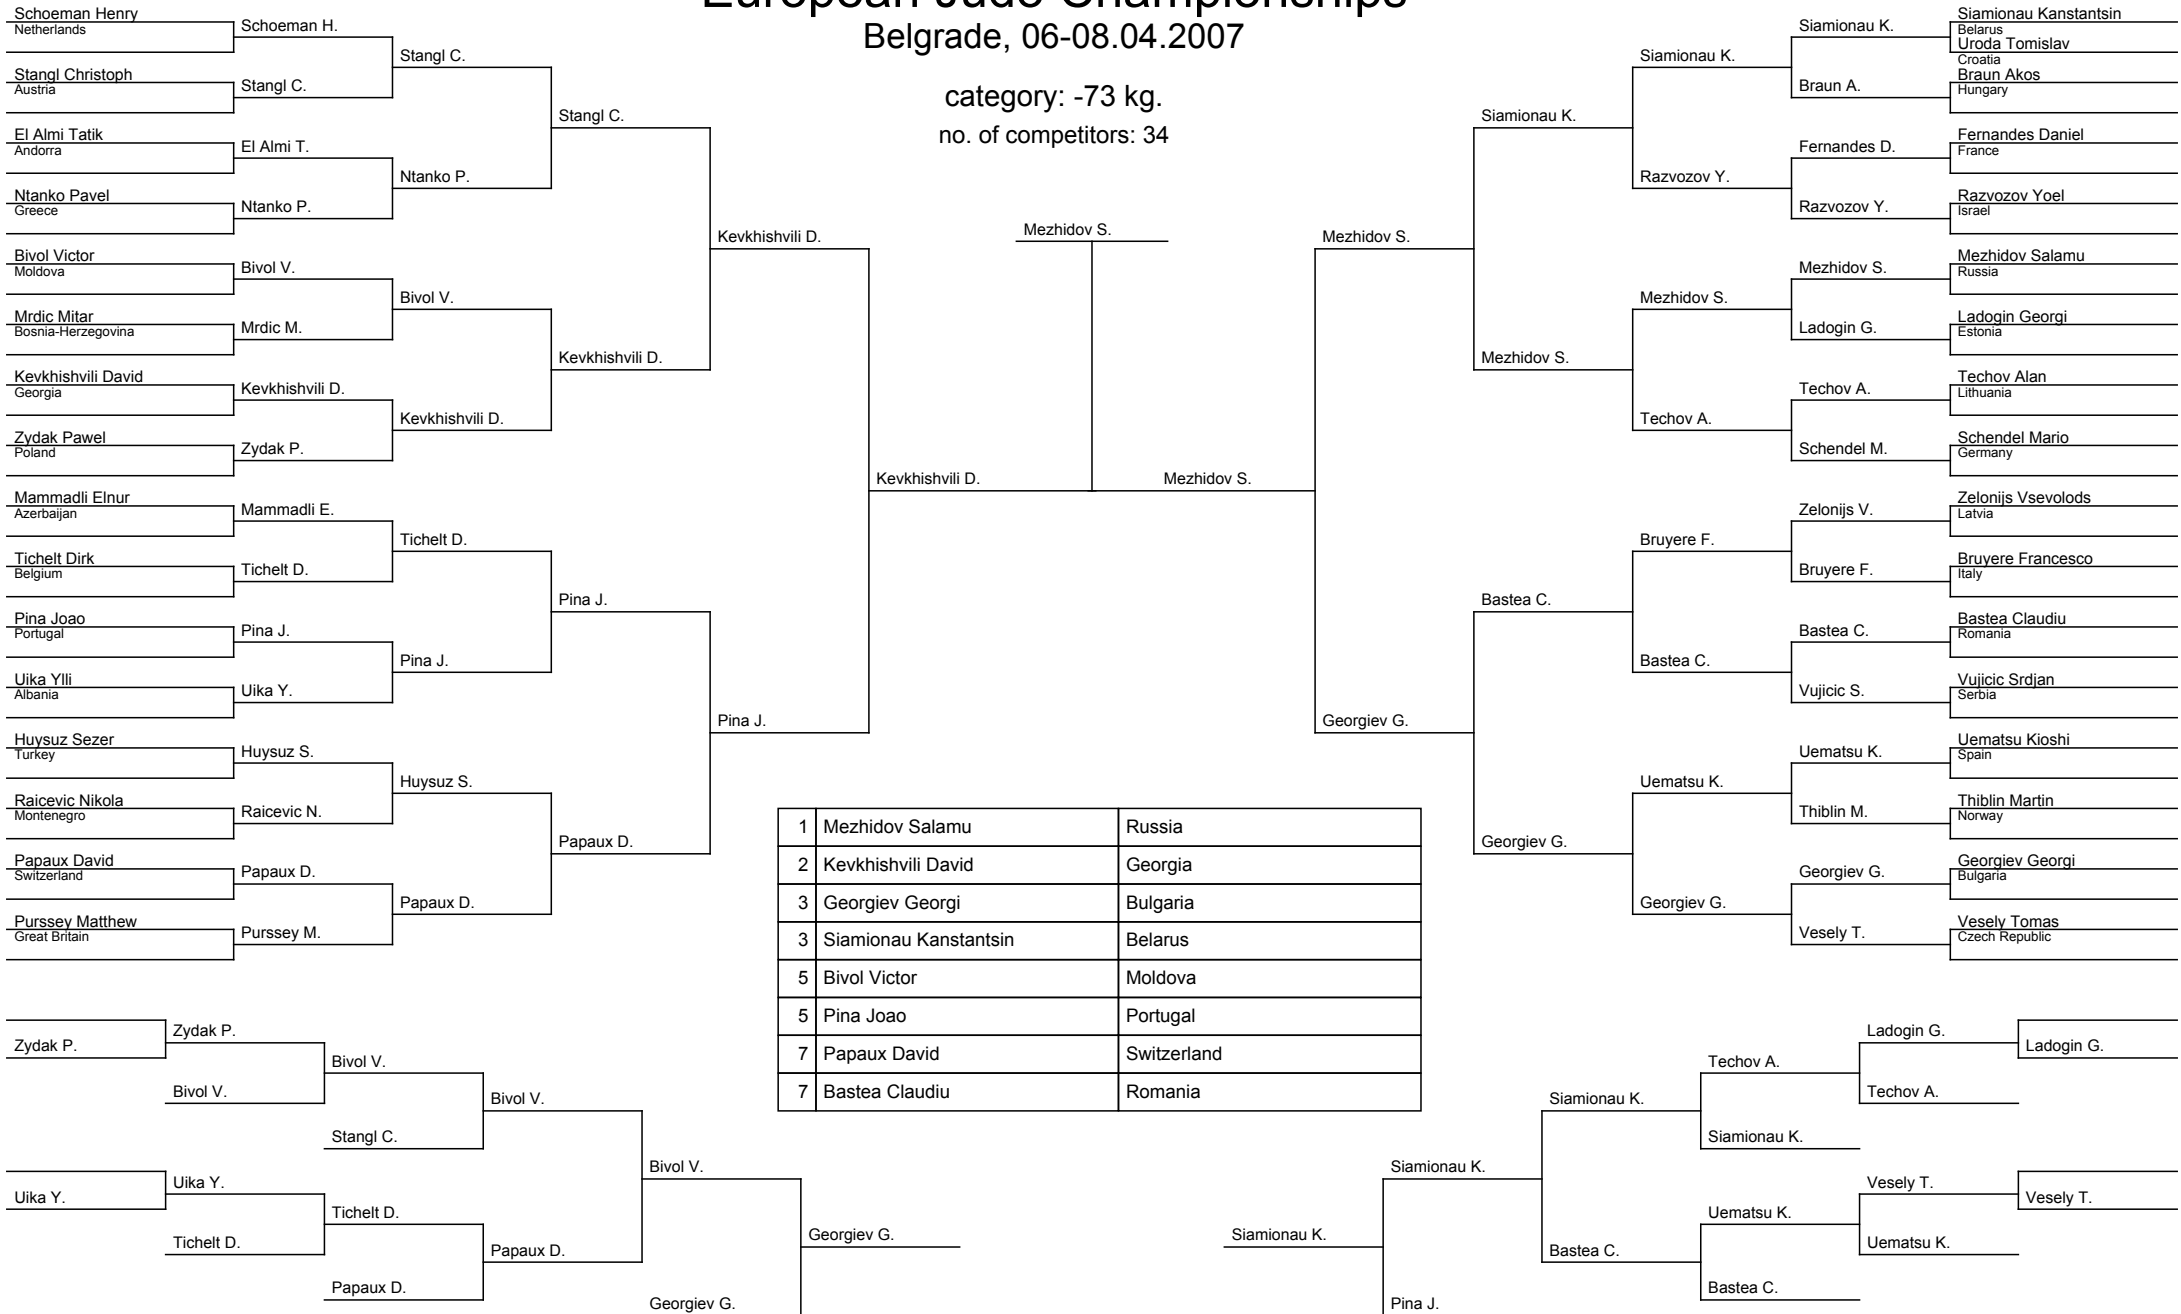 European Judo Championships
Belgrade, 06-08.04.2007
category: -73 kg.
no. of competitors: 34
Schoeman Henry
Netherlands
Stangl Christoph
Austria
El Almi Tatik
Andorra
Ntanko Pavel
Greece
Bivol Victor
Moldova
Mrdic Mitar
Bosnia-Herzegovina
Kevkhishvili David
Georgia
Zydak Pawel
Poland
Mammadli Elnur
Azerbaijan
Tichelt Dirk
Belgium
Pina Joao
Portugal
Uika Ylli
Albania
Huysuz Sezer
Turkey
Raicevic Nikola
Montenegro
Papaux David
Switzerland
Purssey Matthew
Great Britain
Schoeman H.
Stangl C.
El Almi T.
Ntanko P.
Bivol V.
Mrdic M.
Kevkhishvili D.
Zydak P.
Mammadli E.
Tichelt D.
Pina J.
Uika Y.
Huysuz S.
Raicevic N.
Papaux D.
Purssey M.
Stangl C.
Ntanko P.
Bivol V.
Kevkhishvili D.
Tichelt D.
Pina J.
Huysuz S.
Papaux D.
Stangl C.
Kevkhishvili D.
Pina J.
Papaux D.
Kevkhishvili D.
Pina J.
Kevkhishvili D.
Mezhidov S.
Mezhidov S.
Mezhidov S.
Georgiev G.
Siamionau K.
Mezhidov S.
Bastea C.
Georgiev G.
Siamionau K.
Razvozov Y.
Mezhidov S.
Techov A.
Bruyere F.
Bastea C.
Uematsu K.
Georgiev G.
Siamionau K.
Braun A.
Fernandes D.
Razvozov Y.
Mezhidov S.
Ladogin G.
Techov A.
Schendel M.
Zelonijs V.
Bruyere F.
Bastea C.
Vujicic S.
Uematsu K.
Thiblin M.
Georgiev G.
Vesely T.
Siamionau Kanstantsin
Belarus
Uroda Tomislav
Croatia
Braun Akos
Hungary
Fernandes Daniel
France
Razvozov Yoel
Israel
Mezhidov Salamu
Russia
Ladogin Georgi
Estonia
Techov Alan
Lithuania
Schendel Mario
Germany
Zelonijs Vsevolods
Latvia
Bruyere Francesco
Italy
Bastea Claudiu
Romania
Vujicic Srdjan
Serbia
Uematsu Kioshi
Spain
Thiblin Martin
Norway
Georgiev Georgi
Bulgaria
Vesely Tomas
Czech Republic
1 Mezhidov Salamu Russia
2 Kevkhishvili David Georgia
3 Georgiev Georgi Bulgaria
3 Siamionau Kanstantsin Belarus
5 Bivol Victor Moldova
5 Pina Joao Portugal
7 Papaux David Switzerland
7 Bastea Claudiu Romania
Zydak P.
Uika Y.
Zydak P.
Bivol V.
Uika Y.
Tichelt D.
Bivol V.
Stangl C.
Tichelt D.
Papaux D.
Bivol V.
Papaux D.
Bivol V.
Georgiev G.
Georgiev G.
Siamionau K.
Siamionau K.
Pina J.
Siamionau K.
Bastea C.
Techov A.
Siamionau K.
Uematsu K.
Bastea C.
Ladogin G.
Techov A.
Vesely T.
Uematsu K.
Ladogin G.
Vesely T.